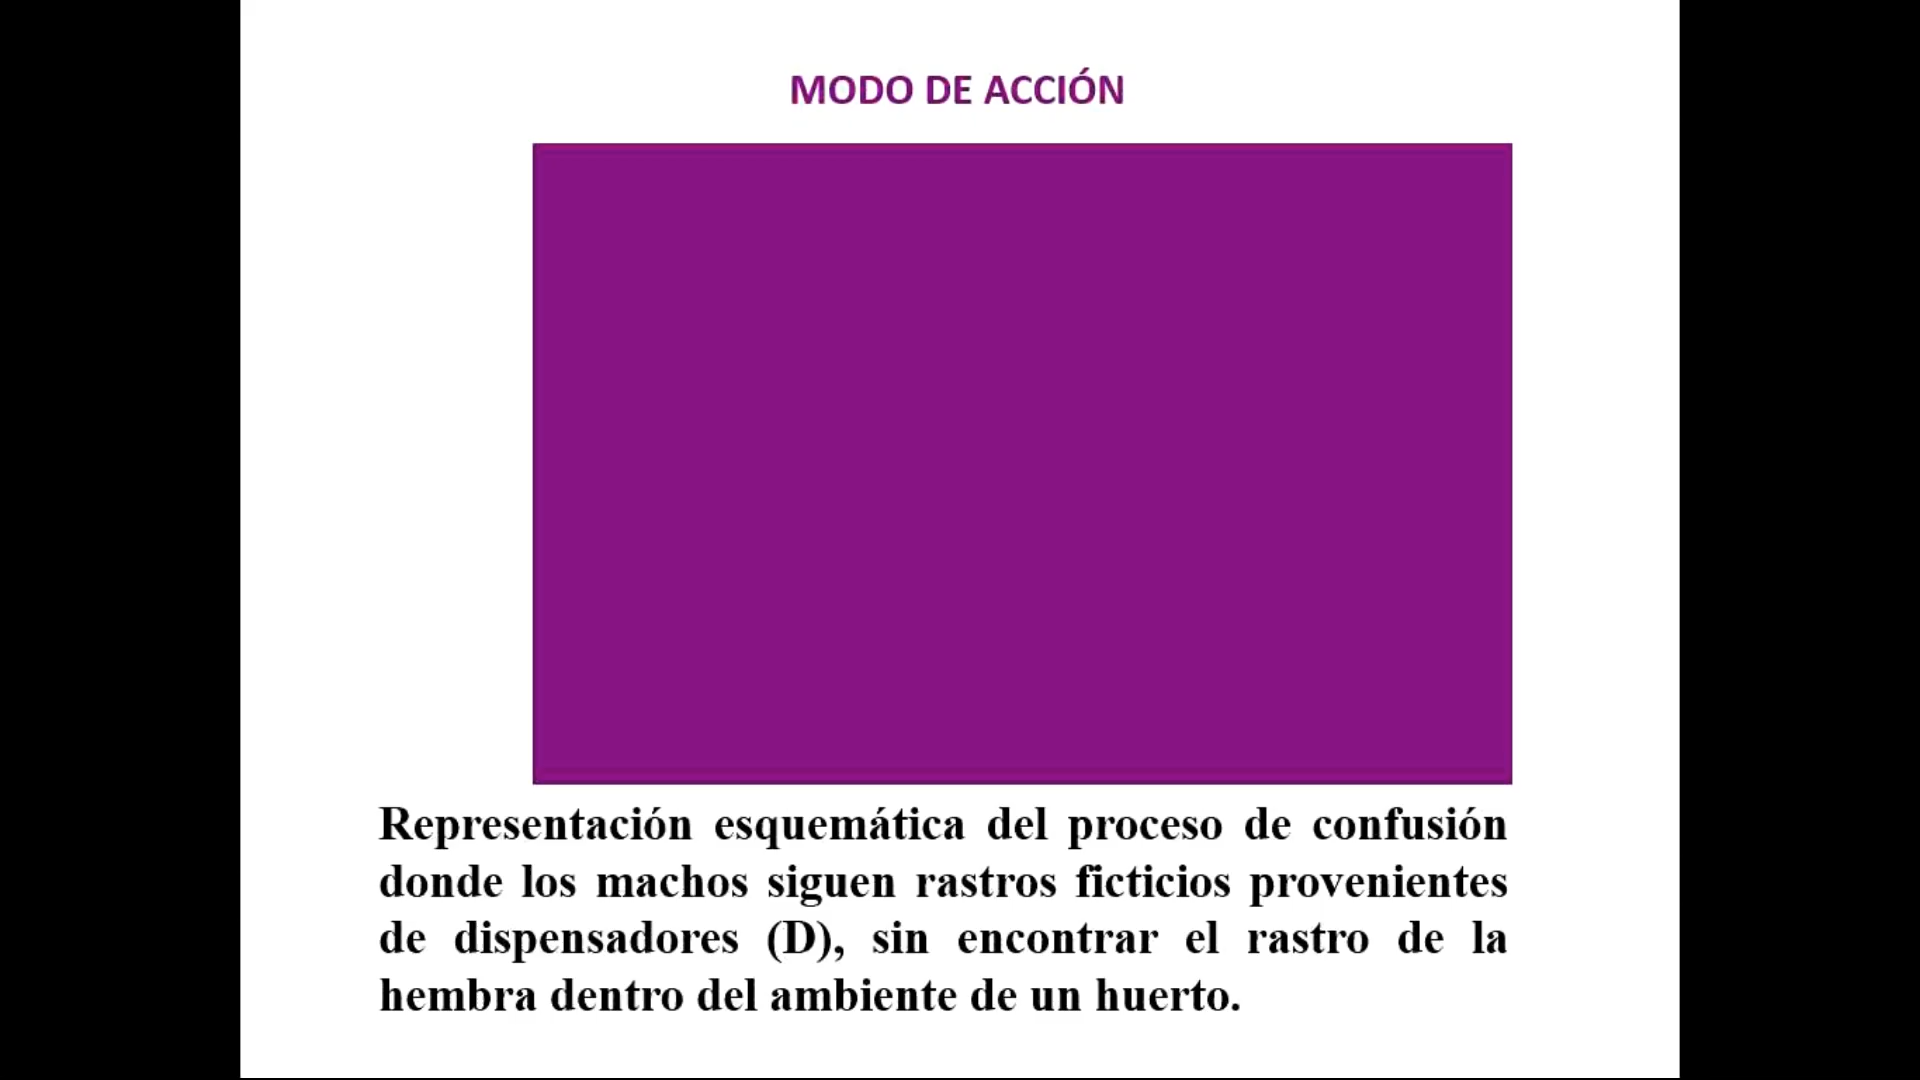 MODO DE ACCIÓN
Representación esquemática del proceso de confusión
donde los machos siguen rastros ficticios provenientes
de dispensadores (D), sin encontrar el rastro de la
hembra dentro del ambiente de un huerto.